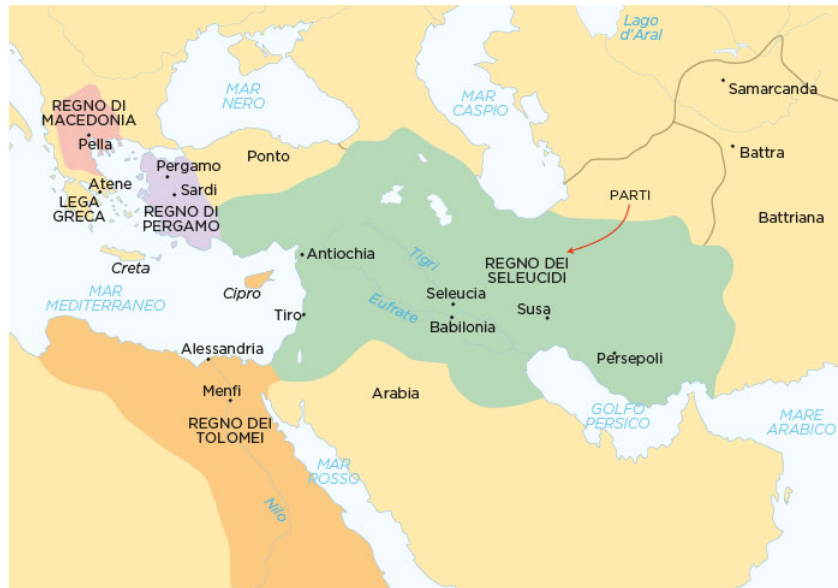 Lago
d'Aral
MAR
NERO
MAR
CASPIO
Samarcanda
REGNO DI
MACEDONIA
Pella
Ponto
Battra
Pergamo
Atene
Sardi
LEGA
GRECA
REGNO DI
PERGAMO
PARTI
Battriana
Antiochia
Tigri
REGNO DEI
SELEUCIDI
Creta
Cipro
MAR
MEDITERRANEO
Tiro
Eufrate
Seleucia
Babilonia
Susa
Alessandria
Persepoli
Menfi
Arabia
REGNO DEI
TOLOMEI
GOLFO
PERSICO
MARE
ARABICO
MAR
ROSSO
Nilo